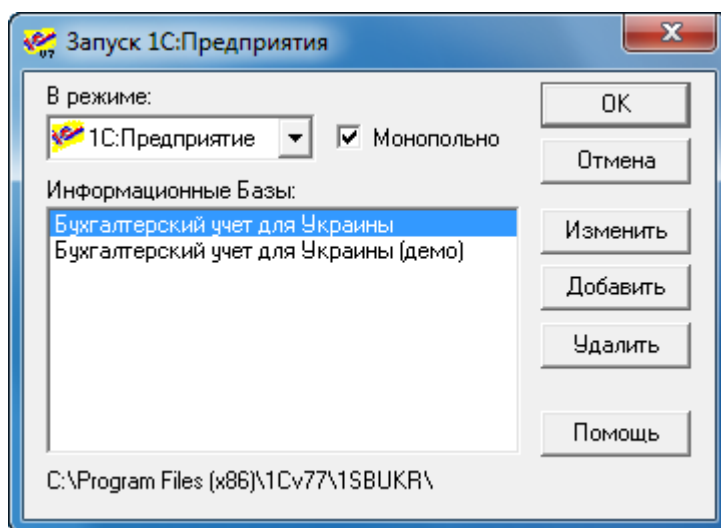 Запуск 1С:Предприятия
В режиме:
1С:Предприятие
Монопольно
Информационные Базы:
Бухгалтерский учет для Украины
Бухгалтерский учет для Украины (демо)
C:\Program Files (x86)\1Cv77\1SBUKR\
OK
Отмена
Изменить
Добавить
Удалить
Помощь